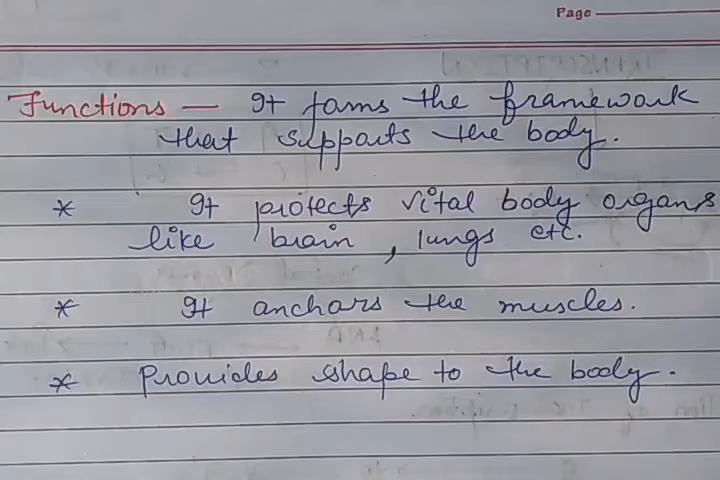 Page
Functions — It forms the framework
that supports the body.
* It protects vital body organs
like brain, lungs etc.
* It anchors the muscles.
* Provides shape to the body.